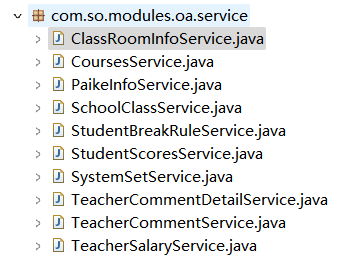 com.so.modules.oa.service
ClassRoomInfoService.java
CoursesService.java
PaikeInfoService.java
SchoolClassService.java
StudentBreakRuleService.java
StudentScoresService.java
SystemSetService.java
TeacherCommentDetailService.java
TeacherCommentService.java
TeacherSalaryService.java